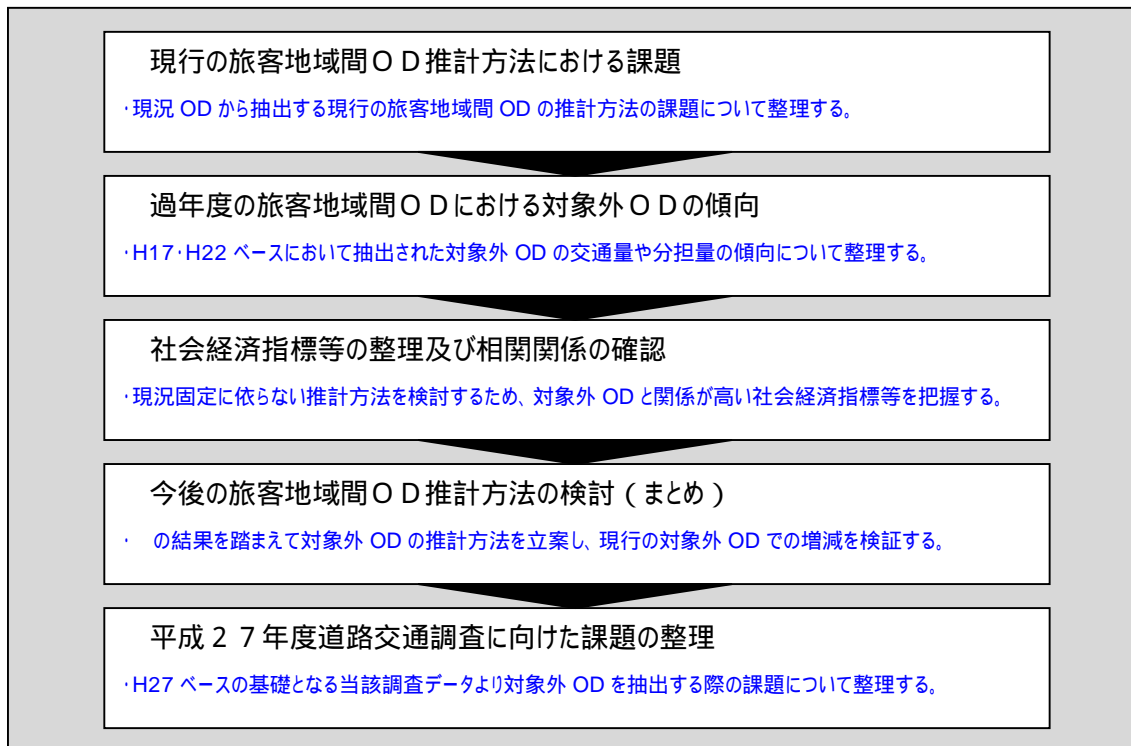 現行の旅客地域間ＯＤ推計方法における課題
･現況 OD から抽出する現行の旅客地域間 OD の推計方法の課題について整理する。
過年度の旅客地域間ＯＤにおける対象外ＯＤの傾向
･H17･H22 ベースにおいて抽出された対象外 OD の交通量や分担量の傾向について整理する。
社会経済指標等の整理及び相関関係の確認
･現況固定に依らない推計方法を検討するため、対象外 OD と関係が高い社会経済指標等を把握する。
今後の旅客地域間ＯＤ推計方法の検討（まとめ）
･　の結果を踏まえて対象外 OD の推計方法を立案し、現行の対象外 OD での増減を検証する。
平成２７年度道路交通調査に向けた課題の整理
･H27 ベースの基礎となる当該調査データより対象外 OD を抽出する際の課題について整理する。